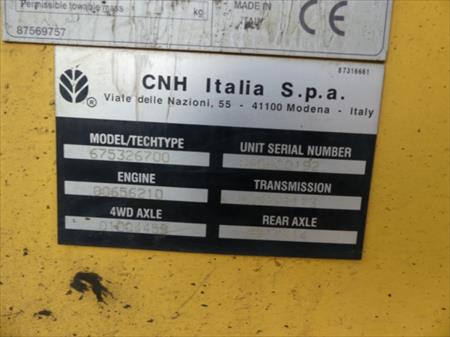 Permissible towable mass
kg
MADE IN
ITALY
CE
87569757
87316661
CNH Italia S.p.a.
®
Viale delle Nazioni, 55 - 41100 Modena - Italy
MODEL/TECHTYPE
UNIT SERIAL NUMBER
675326700
ENGINE
TRANSMISSION
00656210
4WD AXLE
REAR AXLE